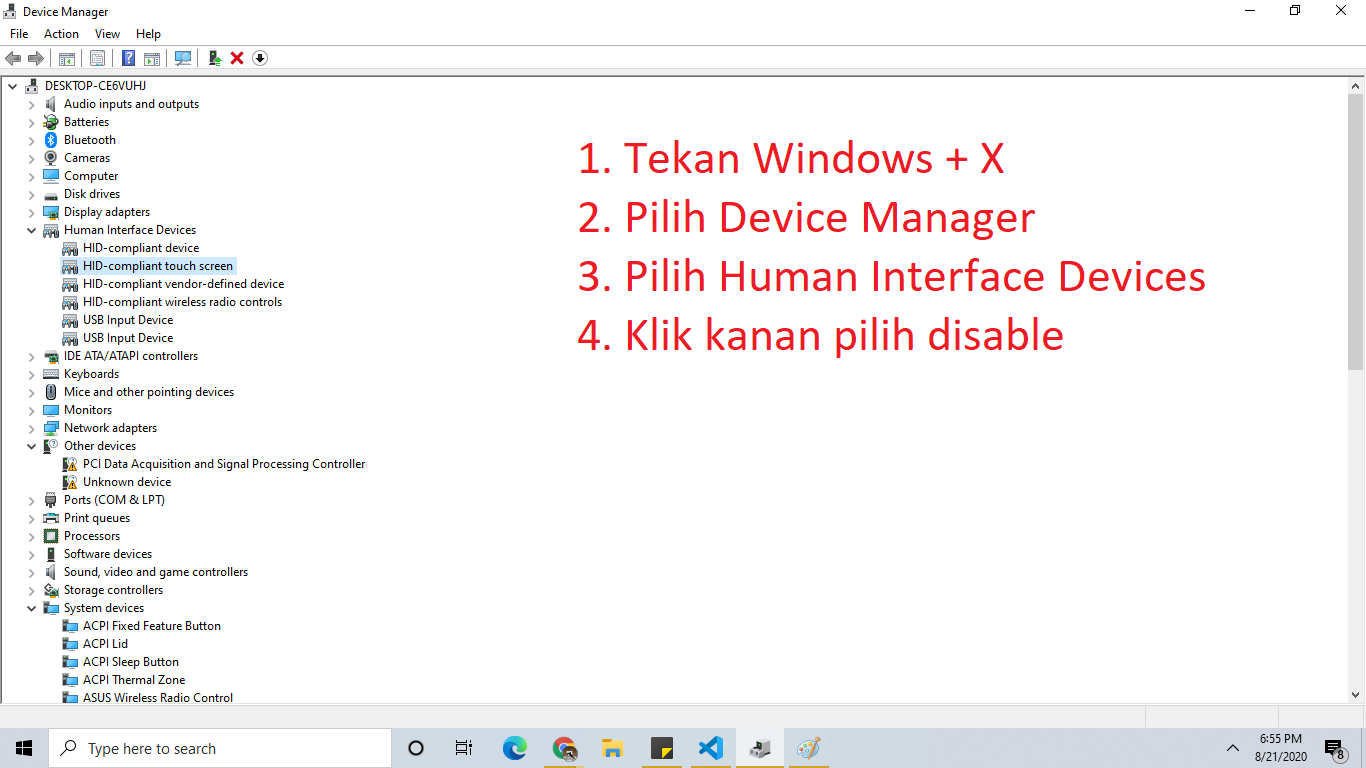 Device Manager
File Action View Help
DESKTOP-CE6VUHJ
Audio inputs and outputs
Batteries
Bluetooth
Cameras
Computer
Disk drives
Display adapters
Human Interface Devices
HID-compliant device
HID-compliant touch screen
HID-compliant vendor-defined device
HID-compliant wireless radio controls
USB Input Device
USB Input Device
IDE ATA/ATAPI controllers
Keyboards
Mice and other pointing devices
Monitors
Network adapters
Other devices
PCI Data Acquisition and Signal Processing Controller
Unknown device
Ports (COM & LPT)
Print queues
Processors
Software devices
Sound, video and game controllers
Storage controllers
System devices
ACPI Fixed Feature Button
ACPI Lid
ACPI Sleep Button
ACPI Thermal Zone
ASUS Wireless Radio Control
1. Tekan Windows + X
2. Pilih Device Manager
3. Pilih Human Interface Devices
4. Klik kanan pilih disable
Type here to search
6:55 PM
8/21/2020
8